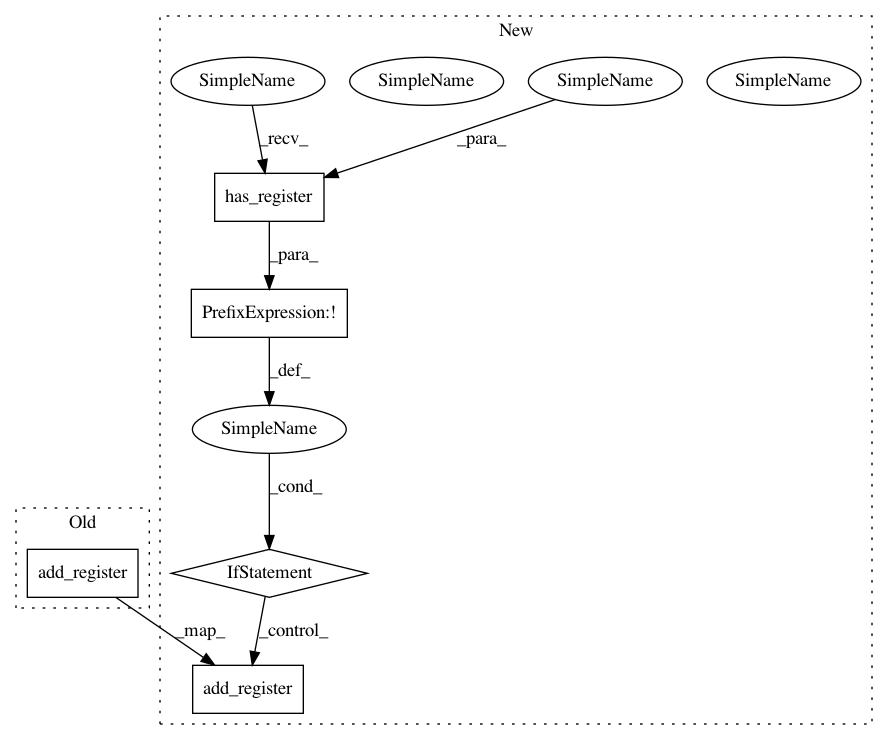 New
SimpleName
SimpleName
SimpleName
SimpleName
_recv_
_para_
has_register
_para_
PrefixExpression:!
_def_
SimpleName
_cond_
Old
add_register
IfStatement
_map_
_control_
add_register